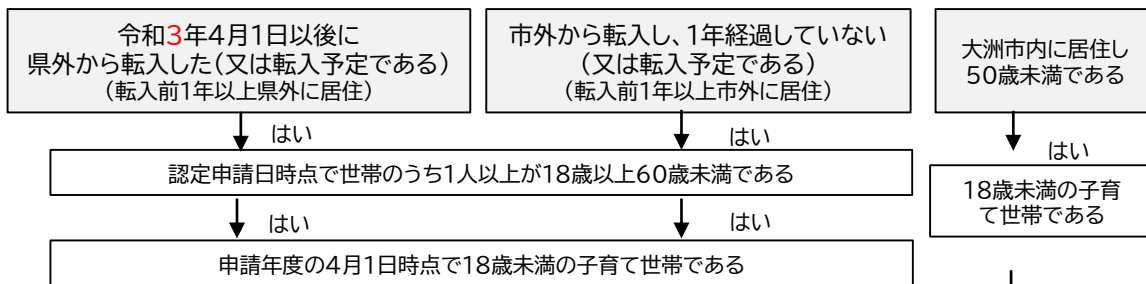 令和3年4月1日以後に
県外から転入した(又は転入予定である)
(転入前1年以上県外に居住)
市外から転入し、1年経過していない
(又は転入予定である)
(転入前1年以上市外に居住)
大洲市内に居住し
50歳未満である
はい
はい
はい
認定申請日時点で世帯のうち1人以上が18歳以上60歳未満である
18歳未満の子育
て世帯である
はい
はい
申請年度の4月1日時点で18歳未満の子育て世帯である